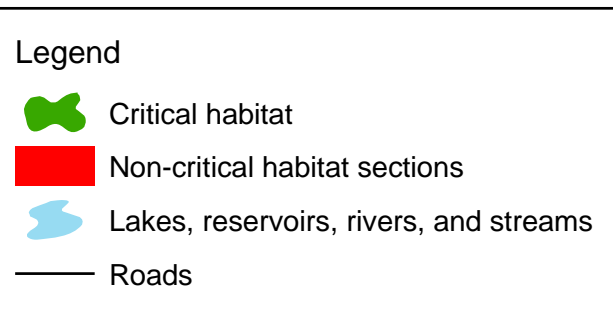 Legend
Critical habitat
Non-critical habitat sections
Lakes, reservoirs, rivers, and streams
Roads